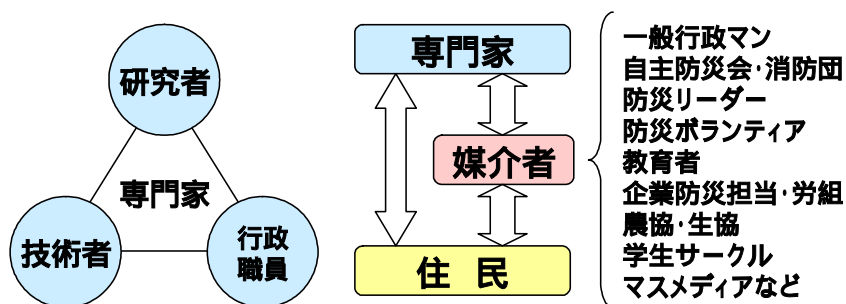 研究者
専門家
技術者
行政
職員
専門家
媒介者
住 民
一般行政マン
自主防災会・消防団
防災リーダー
防災ボランティア
教育者
企業防災担当・労組
農協・生協
学生サークル
マスメディアなど